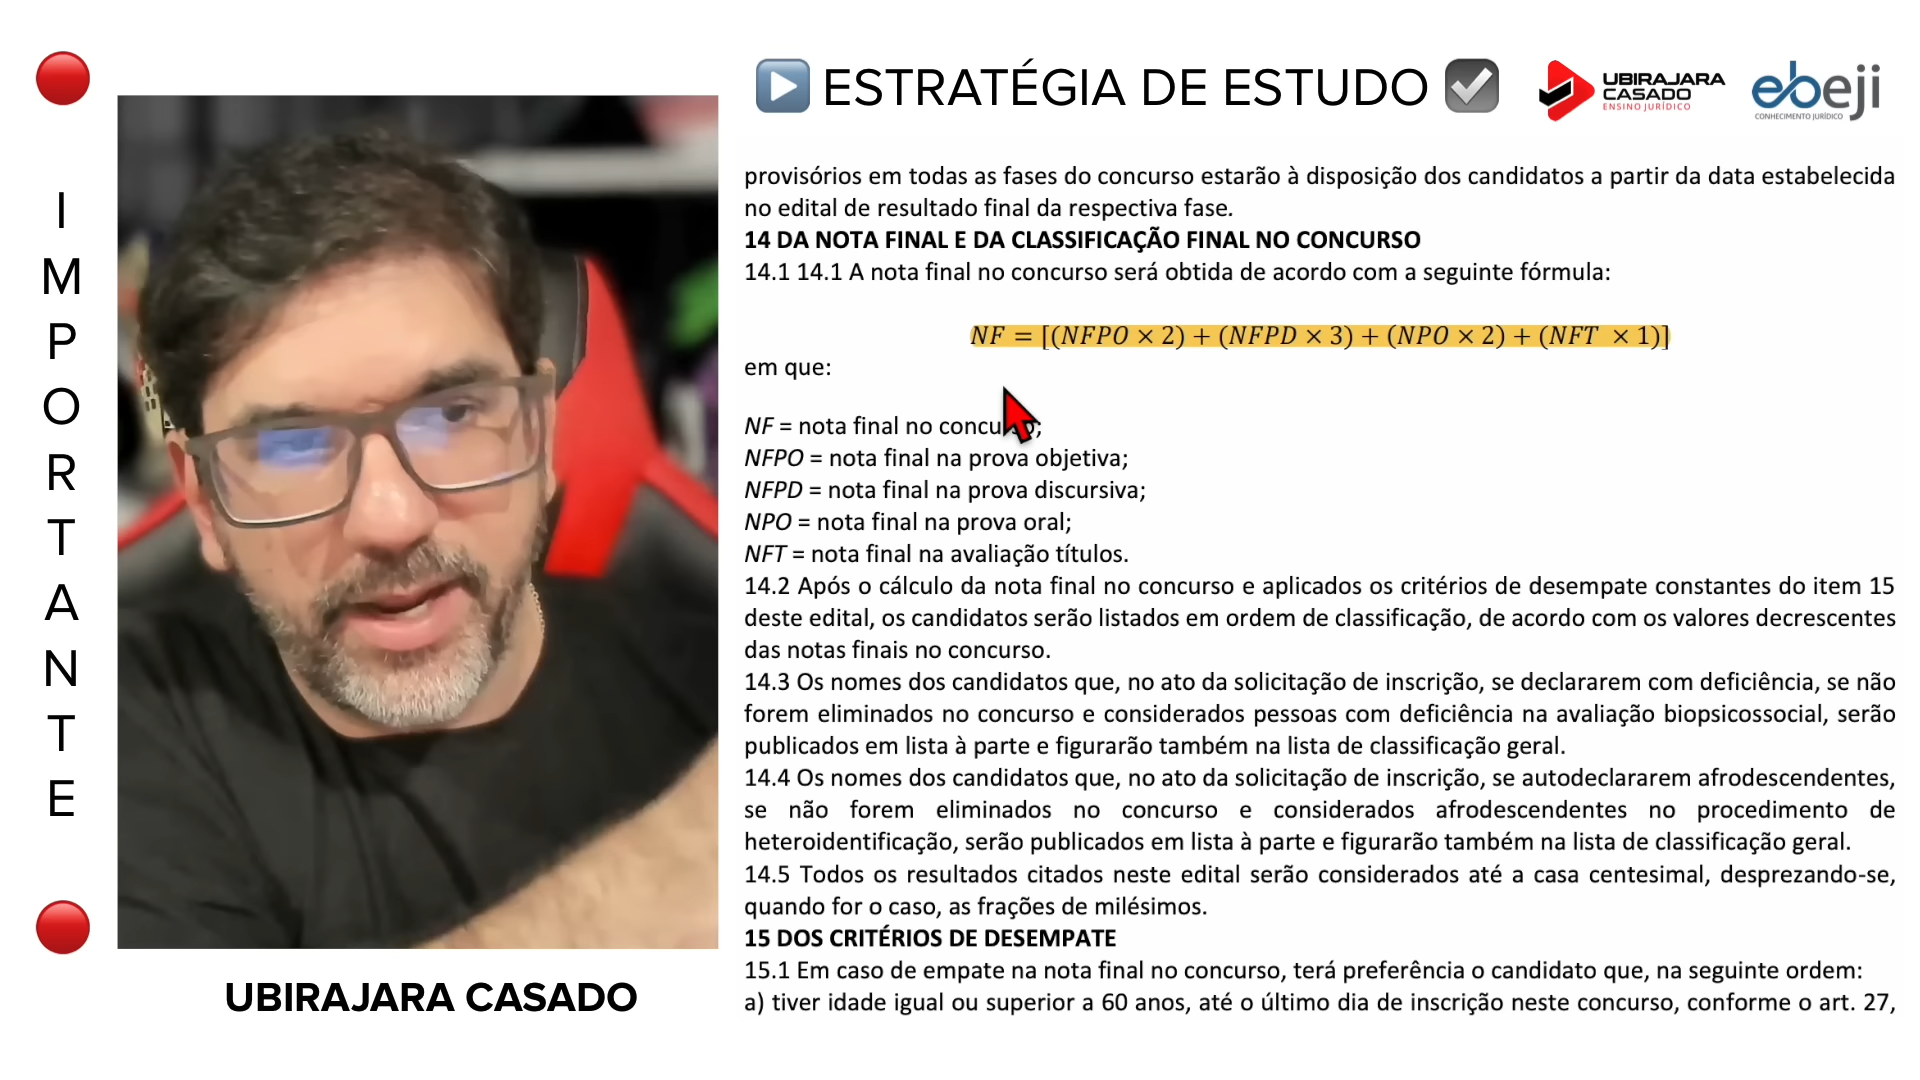 I
M
P
O
R
T
A
N
T
E
ESTRATÉGIA DE ESTUDO
UBIRAJARA
CASADO
ENSINO JURÍDICO
ebeji
CONHECIMENTO JURÍDICO
provisórios em todas as fases do concurso estarão à disposição dos candidatos a partir da data estabelecida
no edital de resultado final da respectiva fase.
14 DA NOTA FINAL E DA CLASSIFICAÇÃO FINAL NO CONCURSO
14.1 14.1 A nota final no concurso será obtida de acordo com a seguinte fórmula:
NF = [(NFPO × 2) + (NFPD × 3) + (NPO × 2) + (NFT × 1)]
em que:
NF = nota final no concurso;
NFPO = nota final na prova objetiva;
NFPD = nota final na prova discursiva;
NPO = nota final na prova oral;
NFT = nota final na avaliação títulos.
14.2 Após o cálculo da nota final no concurso e aplicados os critérios de desempate constantes do item 15
deste edital, os candidatos serão listados em ordem de classificação, de acordo com os valores decrescentes
das notas finais no concurso.
14.3 Os nomes dos candidatos que, no ato da solicitação de inscrição, se declararem com deficiência, se não
forem eliminados no concurso e considerados pessoas com deficiência na avaliação biopsicossocial, serão
publicados em lista à parte e figurarão também na lista de classificação geral.
14.4 Os nomes dos candidatos que, no ato da solicitação de inscrição, se autodeclararem afrodescendentes,
se não forem eliminados no concurso e considerados afrodescendentes no procedimento de
heteroidentificação, serão publicados em lista à parte e figurarão também na lista de classificação geral.
14.5 Todos os resultados citados neste edital serão considerados até a casa centesimal, desprezando-se,
quando for o caso, as frações de milésimos.
15 DOS CRITÉRIOS DE DESEMPATE
15.1 Em caso de empate na nota final no concurso, terá preferência o candidato que, na seguinte ordem:
a) tiver idade igual ou superior a 60 anos, até o último dia de inscrição neste concurso, conforme o art. 27,
UBIRAJARA CASADO